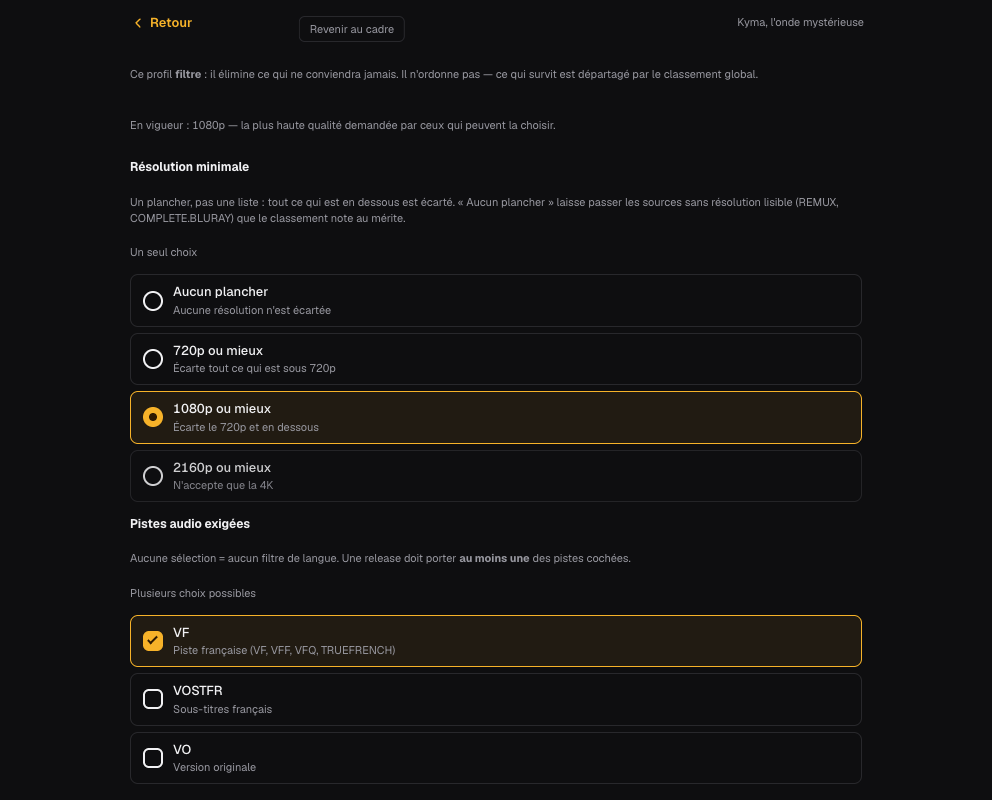 Retour
Revenir au cadre
Kyma, l'onde mystérieuse
Ce profil filtre : il élimine ce qui ne conviendra jamais. Il n'ordonne pas — ce qui survit est départagé par le classement global.
En vigueur : 1080p — la plus haute qualité demandée par ceux qui peuvent la choisir.
Résolution minimale
Un plancher, pas une liste : tout ce qui est en dessous est écarté. « Aucun plancher » laisse passer les sources sans résolution lisible (REMUX,
COMPLETE.BLURAY) que le classement note au mérite.
Un seul choix
Aucun plancher
Aucune résolution n'est écartée
720p ou mieux
Écarte tout ce qui est sous 720p
1080p ou mieux
Écarte le 720p et en dessous
2160p ou mieux
N'accepte que la 4K
Pistes audio exigées
Aucune sélection = aucun filtre de langue. Une release doit porter au moins une des pistes cochées.
Plusieurs choix possibles
VF
Piste française (VF, VFF, VFQ, TRUEFRENCH)
VOSTFR
Sous-titres français
VO
Version originale